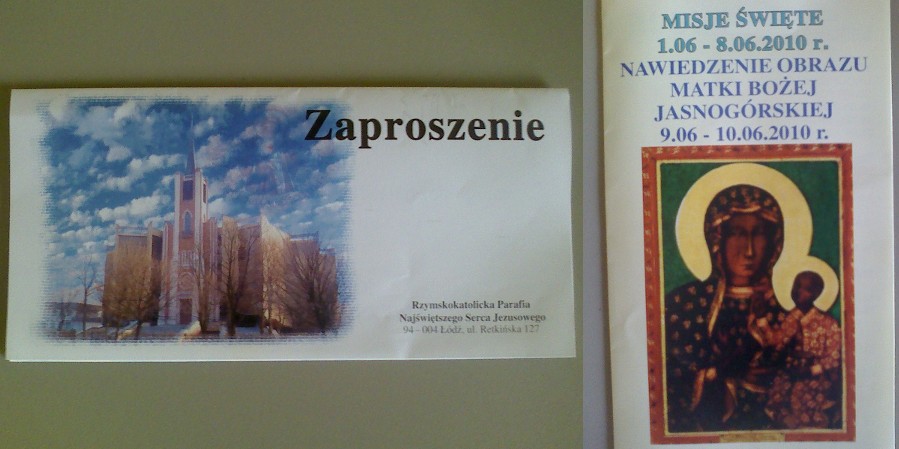 Zaproszenie
Rzymskokatolicka Parafia
Najświętszego Serca Jezusowego
94 - 004 Łódź, ul. Retkińska 127
MISJE ŚWIĘTE
1.06 - 8.06.2010 r.
NAWIEDZENIE OBRAZU
MATKI BOŻEJ
JASNOGÓRSKIEJ
9.06 - 10.06.2010 r.